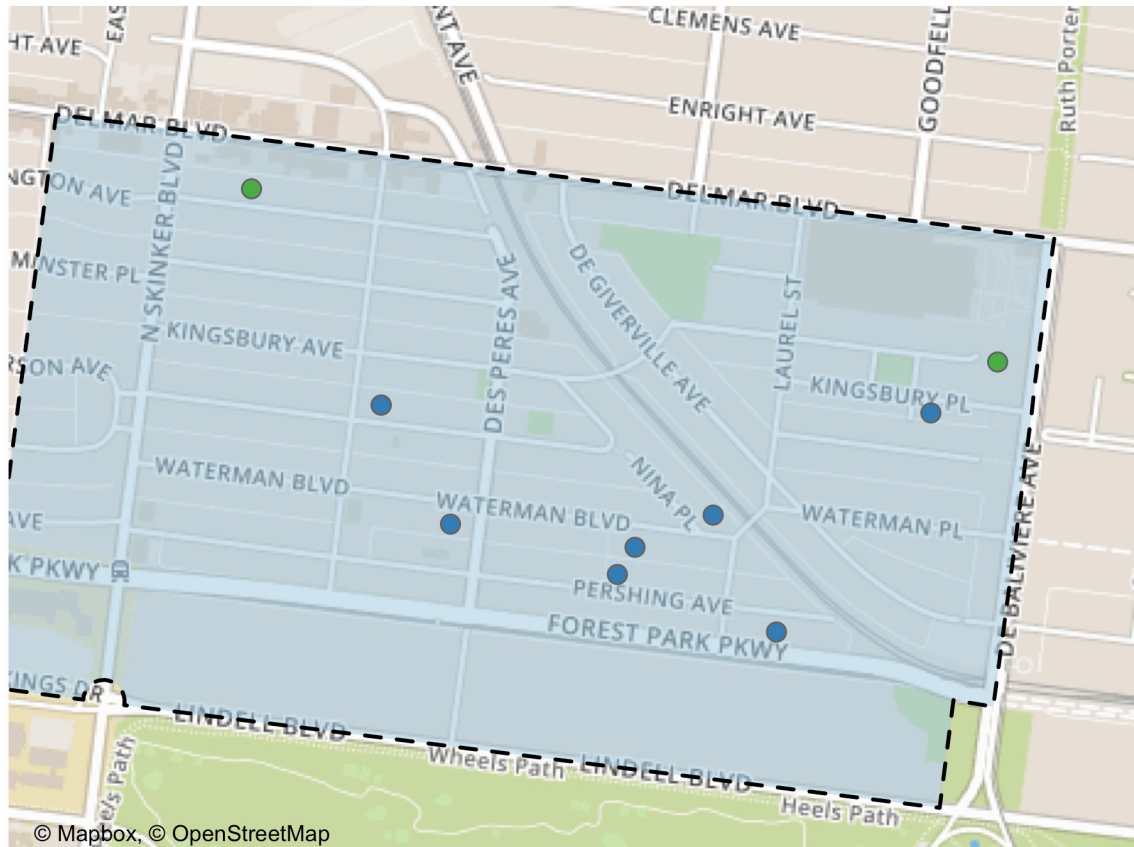 CLEMENS AVE
HT AVE
EAS
NT AVE
GOODFELL
Ruth Porter
ENRIGHT AVE
DELMAR BLVD
NGTON AVE
DELMAR BLVD
N SKINKER BLVD
MINSTER PL
DES PERES AVE
DE GIVERVILLE AVE
LAUREL ST
KINGSBURY AVE
RSON AVE
KINGSBURY PL
WATERMAN BLVD
NINA PL
WATERMAN BLVD
WATERMAN PL
DE BALIVIERE AVE
AVE
K PKWY
PERSHING AVE
FOREST PARK PKWY
KINGS DR
LINDELL BLVD
Wheels Path
LINDELL BLVD
els Path
Heels Path
© Mapbox, © OpenStreetMap